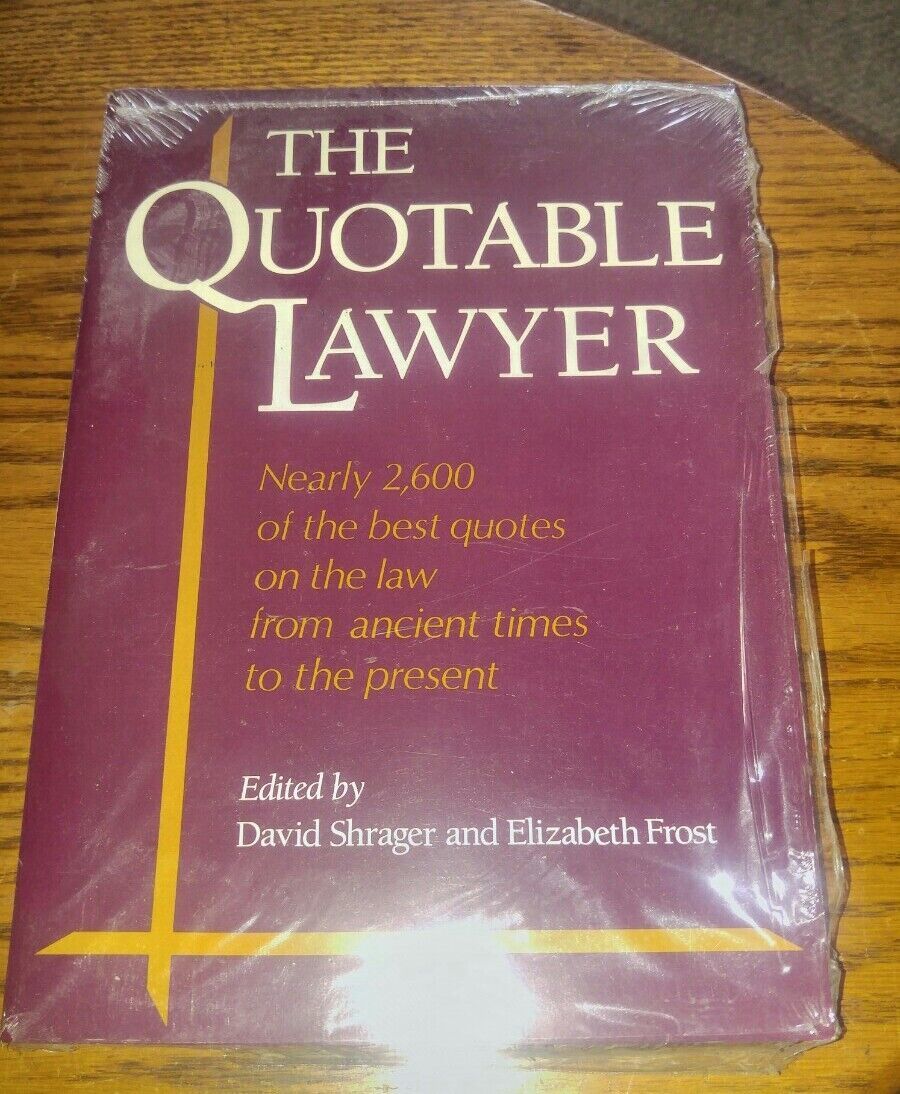 THE
QUOTABLE
LAWYER
Nearly 2,600
of the best quotes
on the law
from ancient times
to the present
Edited by
David Shrager and Elizabeth Frost